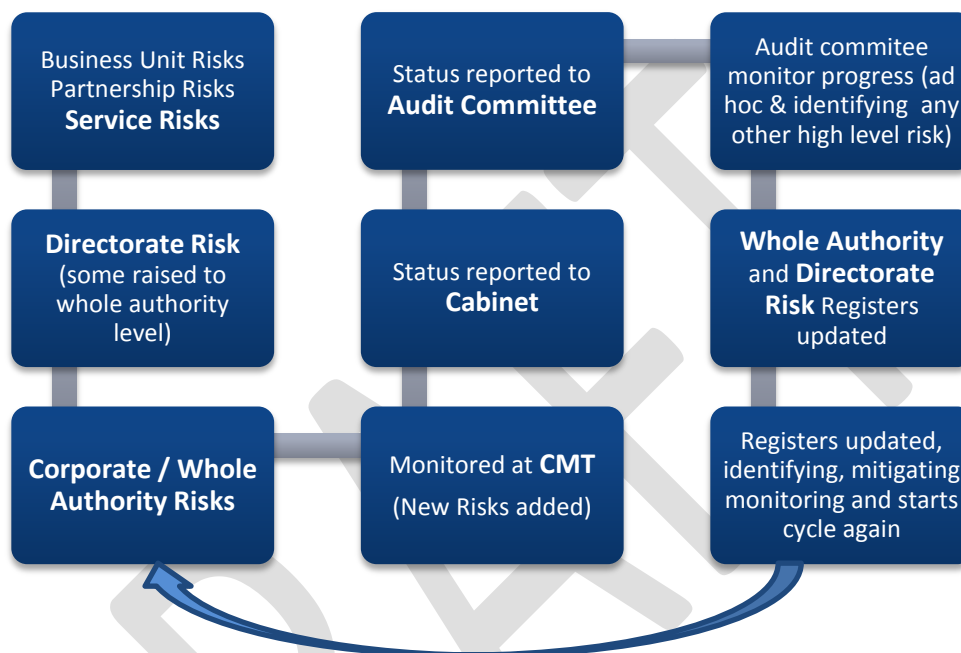 Business Unit Risks
Partnership Risks
Service Risks
Directorate Risk
(some raised to
whole authority
level)
Corporate / Whole
Authority Risks
Monitored at CMT
(New Risks added)
Status reported to
Cabinet
Status reported to
Audit Committee
Audit commitee
monitor progress (ad
hoc & identifying any
other high level risk)
Whole Authority
and Directorate
Risk Registers
updated
Registers updated,
identifying, mitigating
monitoring and starts
cycle again
DRAFT